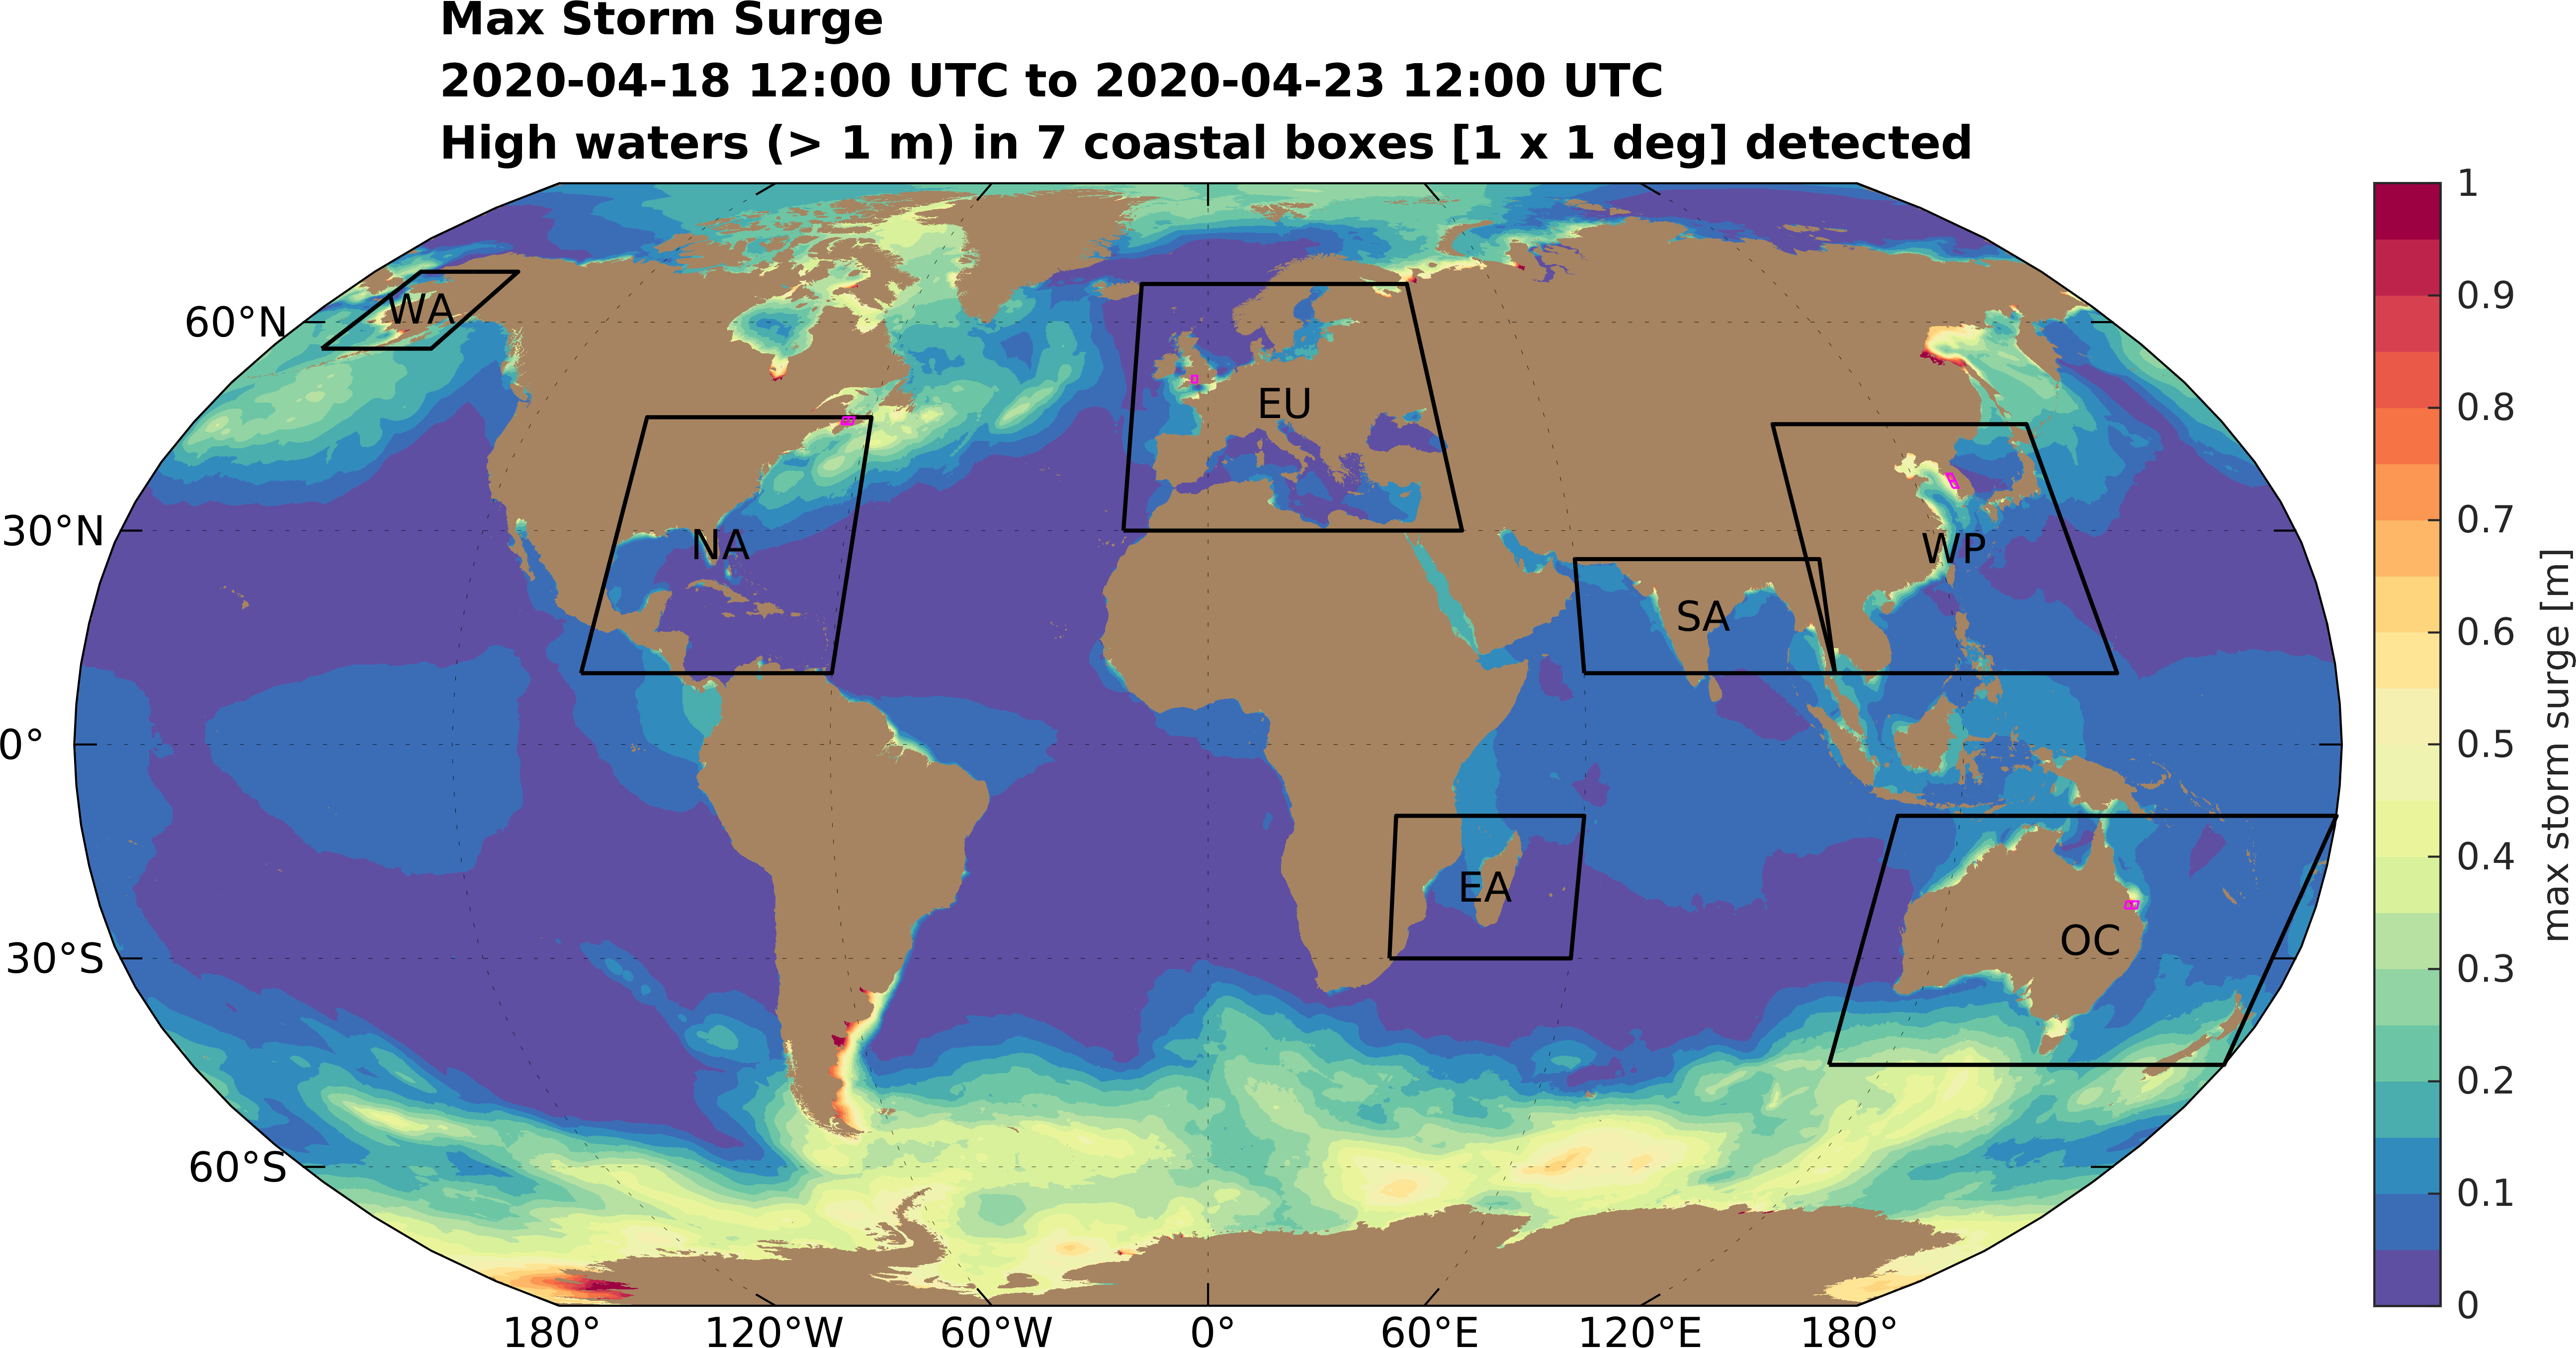 Max Storm Surge
2020-04-18 12:00 UTC to 2020-04-23 12:00 UTC
High waters (> 1 m) in 7 coastal boxes [1 x 1 deg] detected
60°N
30°N
0°
30°S
60°S
WA
NA
EU
SA
WP
EA
OC
180°
120°W
60°W
0°
60°E
120°E
180°
1
0.9
0.8
0.7
0.6
0.5
0.4
0.3
0.2
0.1
0
max storm surge [m]